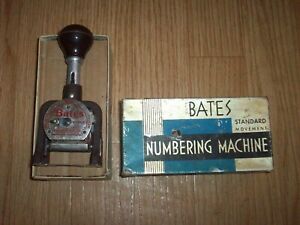 Bates
BATES
STANDARD
MOVEMENT
NUMBERING MACHINE